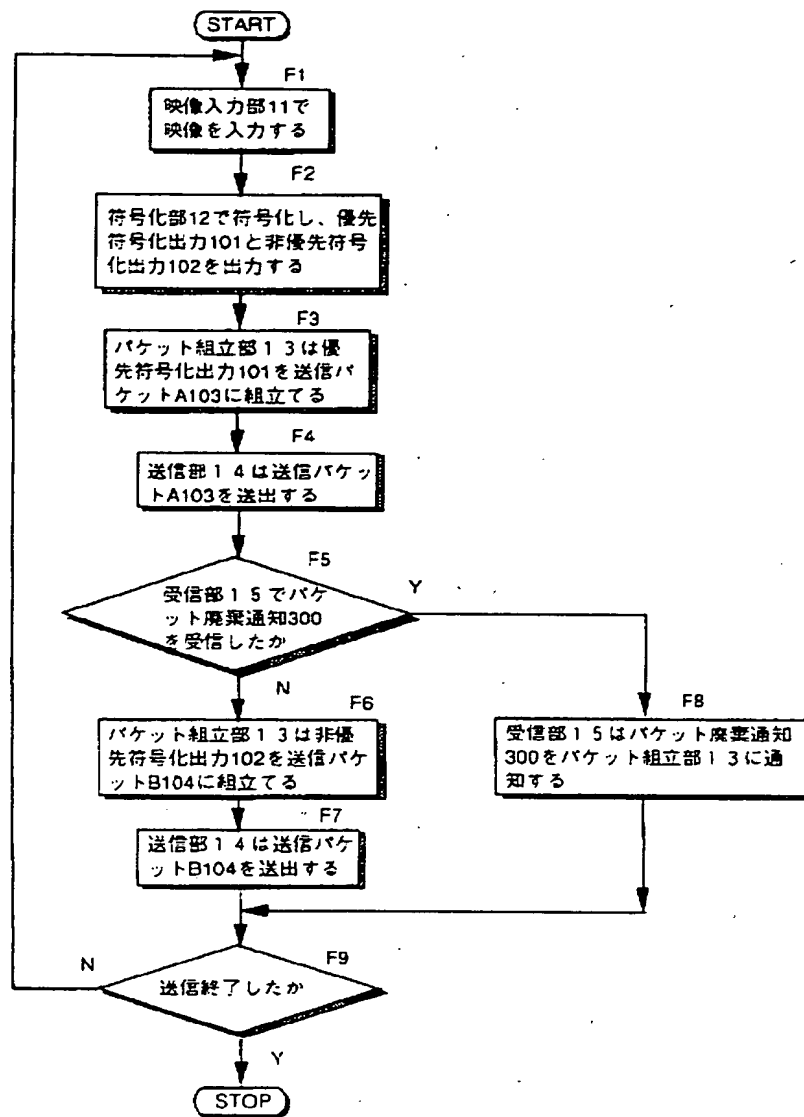 START
F1
映像入力部11で
映像を入力する
F2
符号化部12で符号化し、優先
符号化出力101と非優先符号
化出力102を出力する
F3
パケット組立部13は優
先符号化出力101を送信パ
ケットA103に組立てる
F4
送信部14は送信パケッ
トA103を送出する
F5
受信部15でパケ
ット廃棄通知300
を受信したか
Y
N
F6
パケット組立部13は非優
先符号化出力102を送信パケ
ットB104に組立てる
F8
受信部15はパケット廃棄通知
300をパケット組立部13に通
知する
F7
送信部14は送信パケ
ットB104を送出する
F9
N
送信終了したか
Y
STOP